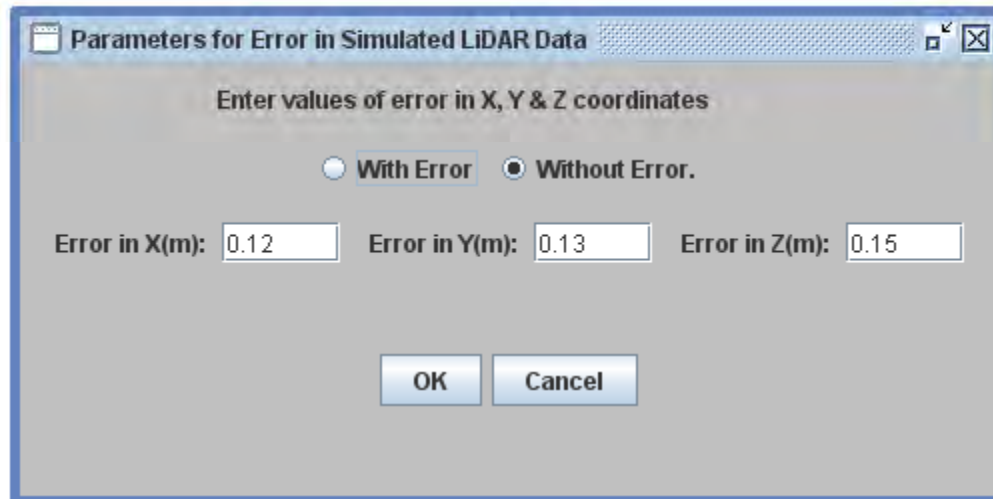 Parameters for Error in Simulated LiDAR Data
Enter values of error in X, Y & Z coordinates
With Error Without Error.
Error in X(m): 0.12 Error in Y(m): 0.13 Error in Z(m): 0.15
OK Cancel